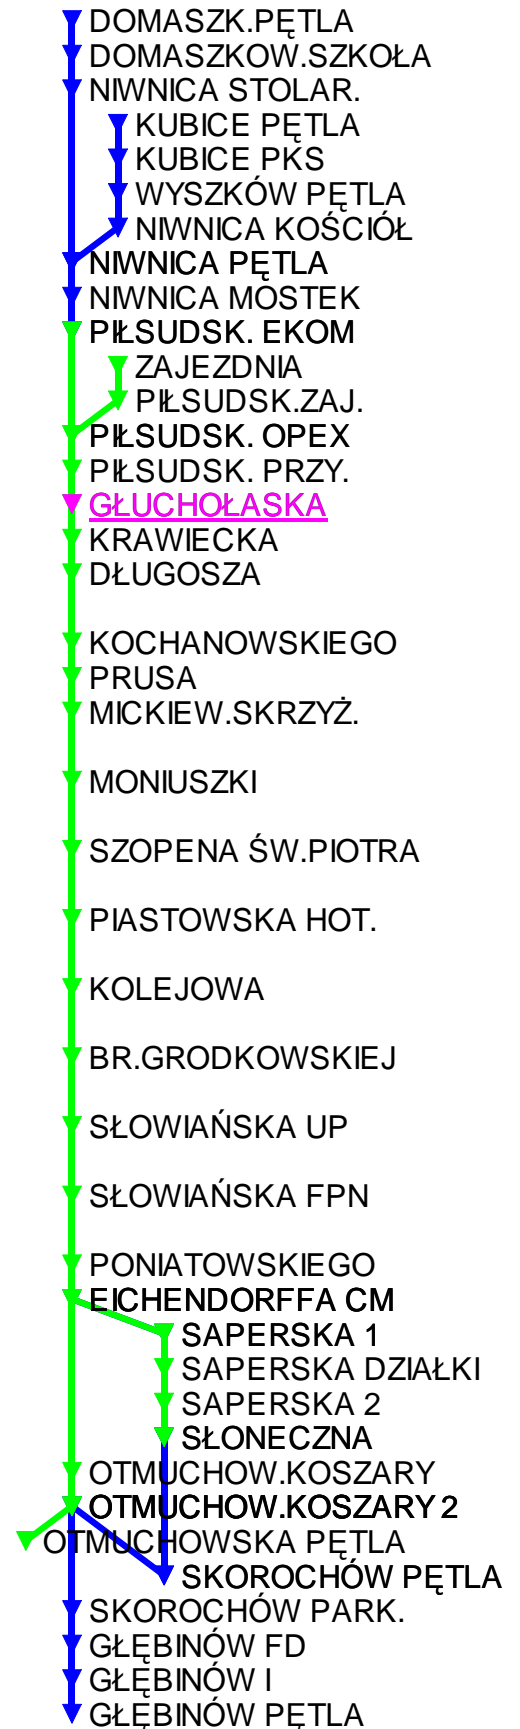 DOMASZK.PĘTLA
DOMASZKOW.SZKOŁA
NIWNICA STOLAR.
KUBICE PĘTLA
KUBICE PKS
WYSZKÓW PĘTLA
NIWNICA KOŚCIÓŁ
NIWNICA PĘTLA
NIWNICA MOSTEK
PIŁSUDSK. EKOM
ZAJEZDNIA
PIŁSUDSK.ZAJ.
PIŁSUDSK. OPEX
PIŁSUDSK. PRZY.
GŁUCHOŁASKA
KRAWIECKA
DŁUGOSZA
KOCHANOWSKIEGO
PRUSA
MICKIEW.SKRZYŻ.
MONIUSZKI
SZOPENA ŚW.PIOTRA
PIASTOWSKA HOT.
KOLEJOWA
BR.GRODKOWSKIEJ
SŁOWIAŃSKA UP
SŁOWIAŃSKA FPN
PONIATOWSKIEGO
EICHENDORFFA CM
SAPERSKA 1
SAPERSKA DZIAŁKI
SAPERSKA 2
SŁONECZNA
OTMUCHOW.KOSZARY
OTMUCHOW.KOSZARY 2
OTMUCHOWSKA PĘTLA
SKOROCHÓW PĘTLA
SKOROCHÓW PARK.
GŁĘBINÓW FD
GŁĘBINÓW I
GŁĘBINÓW PĘTLA